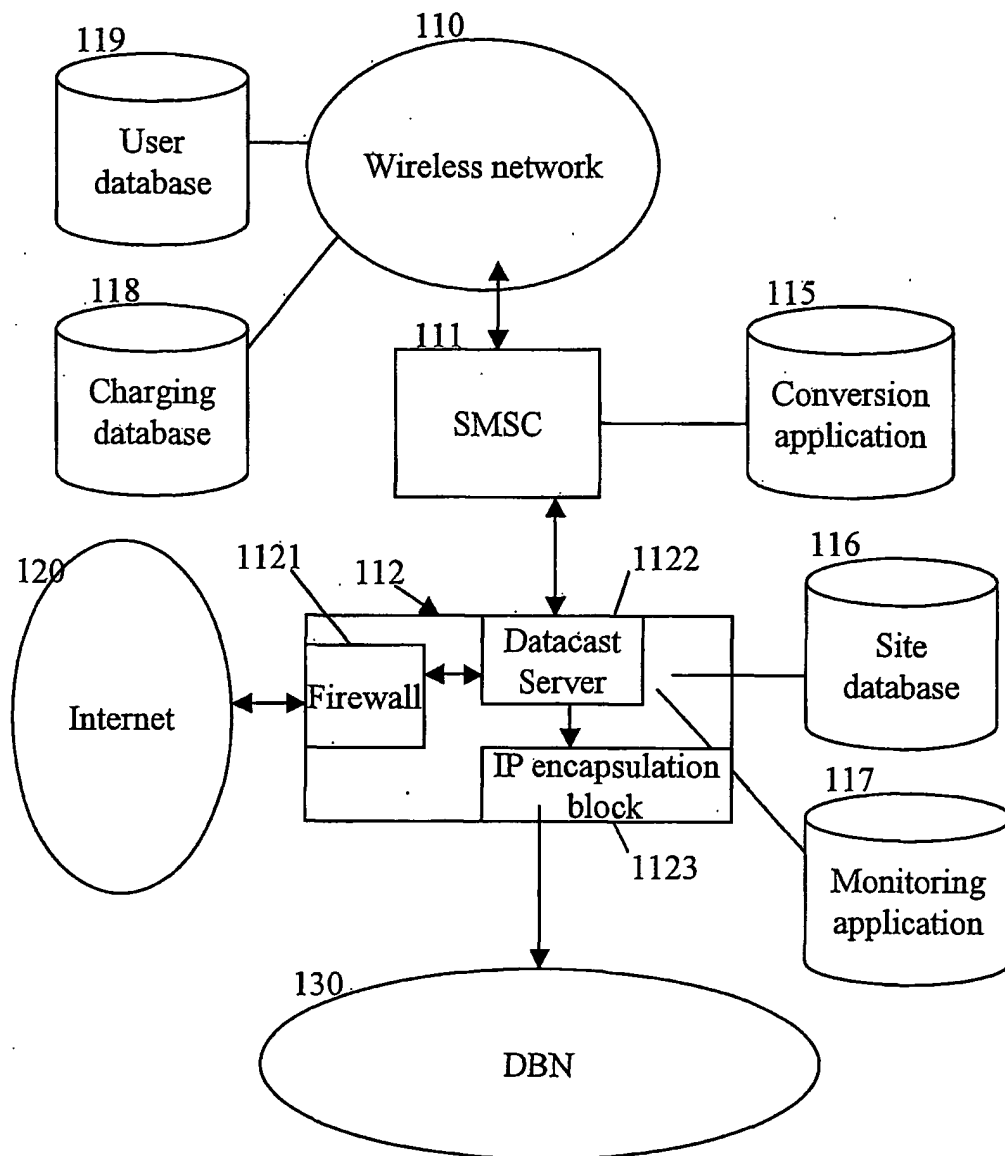 119
110
User
database
Wireless network
118
115
111
Charging
database
SMSC
Conversion
application
120
1121
112
1122
116
Datacast
Server
Site
database
Firewall
Internet
IP encapsulation
block
117
1123
Monitoring
application
130
DBN